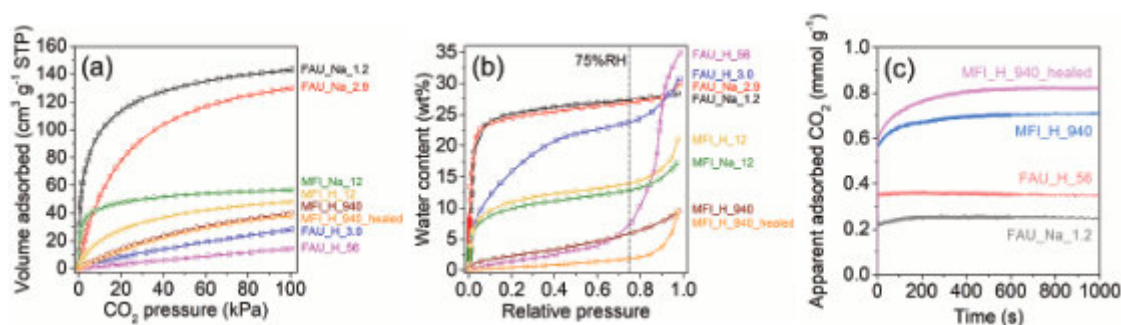 (a)
Volume adsorbed (cm³ g⁻¹ STP)
160
140
120
100
80
60
40
20
0
FAU_Na_1.2
FAU_Na_2.9
MFI_Na_12
MFI_H_12
MFI_H_940
MFI_H_940_healed
FAU_H_3.0
FAU_H_56
0 20 40 60 80 100
CO₂ pressure (kPa)
(b)
Water content (wt%)
35
30
25
20
15
10
5
0
75%RH
FAU_H_56
FAU_H_3.0
FAU_Na_2.9
FAU_Na_1.2
MFI_H_12
MFI_Na_12
MFI_H_940
MFI_H_940_healed
0.0 0.2 0.4 0.6 0.8 1.0
Relative pressure
(c)
Apparent adsorbed CO₂ (mmol g⁻¹)
1.0
0.8
0.6
0.4
0.2
0.0
MFI_H_940_healed
MFI_H_940
FAU_H_56
FAU_Na_1.2
0 200 400 600 800 1000
Time (s)